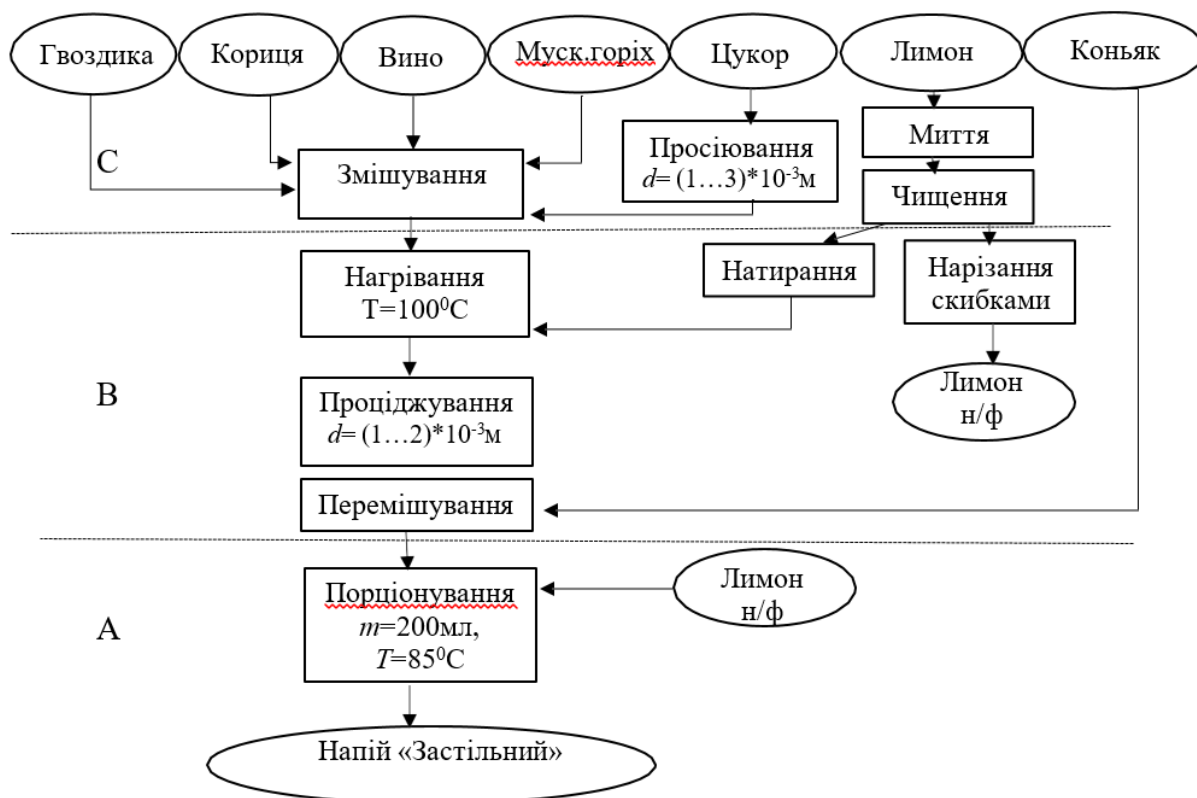 Гвоздика
Кориця
Вино
Муск.горіх
Цукор
Лимон
Коньяк
С
Змішування
Просіювання
d= (1…3)*10⁻³м
Миття
Чищення
Нагрівання
Т=100⁰С
Натирання
Нарізання
скибками
В
Проціджування
d= (1…2)*10⁻³м
Лимон
н/ф
Перемішування
А
Порціонування
m=200мл,
T=85⁰С
Лимон
н/ф
Напій «Застільний»